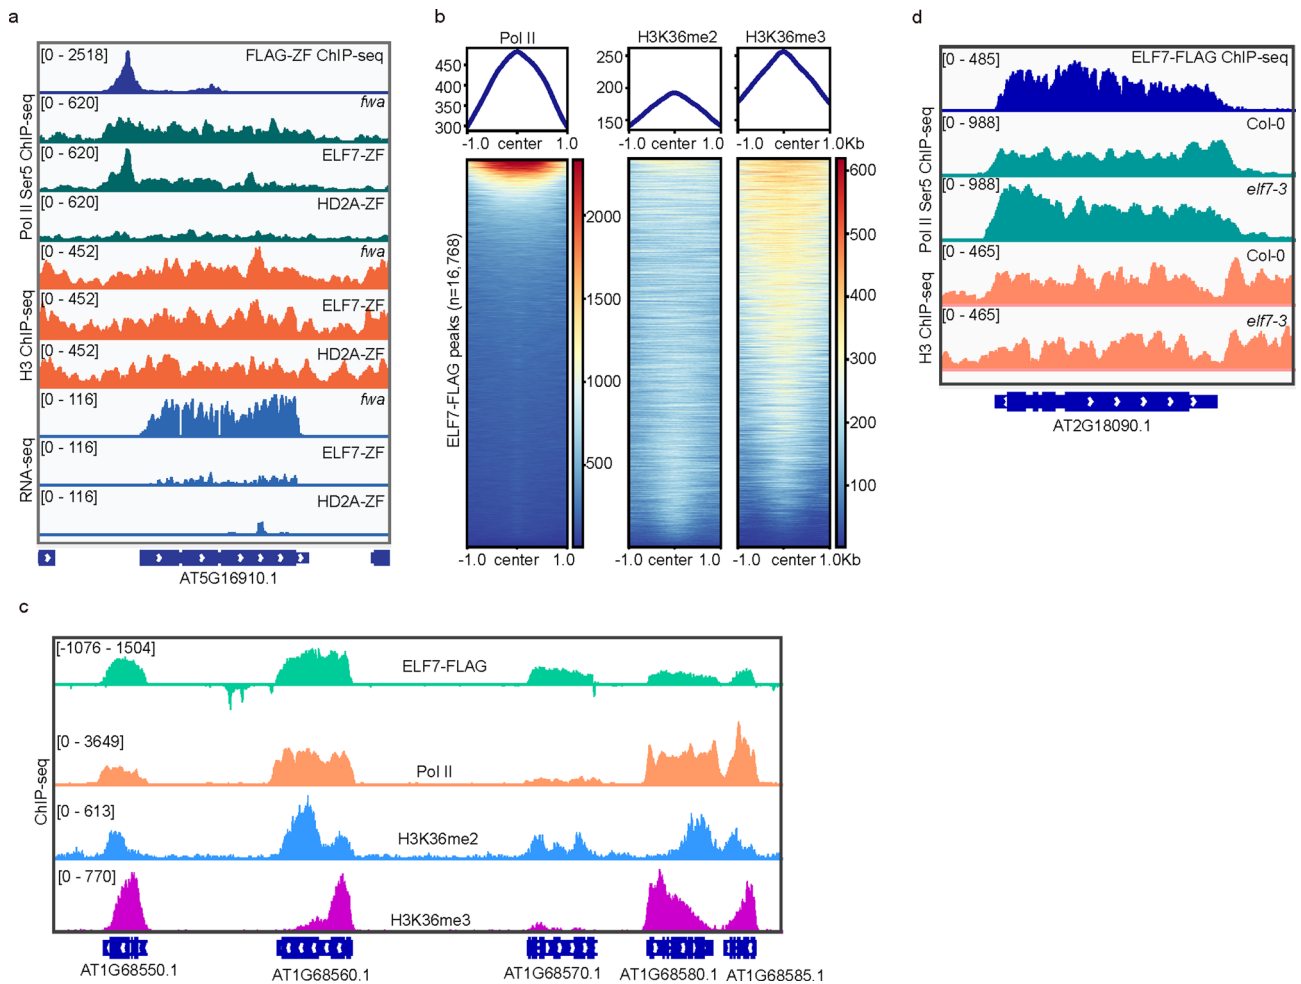 a
[0 - 2518] FLAG-ZF ChIP-seq
[0 - 620] fwa
[0 - 620] ELF7-ZF
[0 - 620] HD2A-ZF
Pol II Ser5 ChIP-seq
[0 - 452] fwa
[0 - 452] ELF7-ZF
[0 - 452] HD2A-ZF
H3 ChIP-seq
[0 - 116] fwa
[0 - 116] ELF7-ZF
[0 - 116] HD2A-ZF
RNA-seq
AT5G16910.1
b
Pol II H3K36me2 H3K36me3
450
400
350
300
250
200
150
-1.0 center 1.0 -1.0 center 1.0 -1.0 center 1.0Kb
ELF7-FLAG peaks (n=16,768)
2000
1500
1000
500
600
500
400
300
200
100
-1.0 center 1.0 -1.0 center 1.0 -1.0 center 1.0Kb
c
ChIP-seq
[-1076 - 1504] ELF7-FLAG
[0 - 3649] Pol II
[0 - 613] H3K36me2
[0 - 770] H3K36me3
AT1G68550.1 AT1G68560.1 AT1G68570.1 AT1G68580.1 AT1G68585.1
d
[0 - 485] ELF7-FLAG ChIP-seq
[0 - 988] Col-0
[0 - 988] elf7-3
Pol II Ser5 ChIP-seq
[0 - 465] Col-0
[0 - 465] elf7-3
H3 ChIP-seq
AT2G18090.1